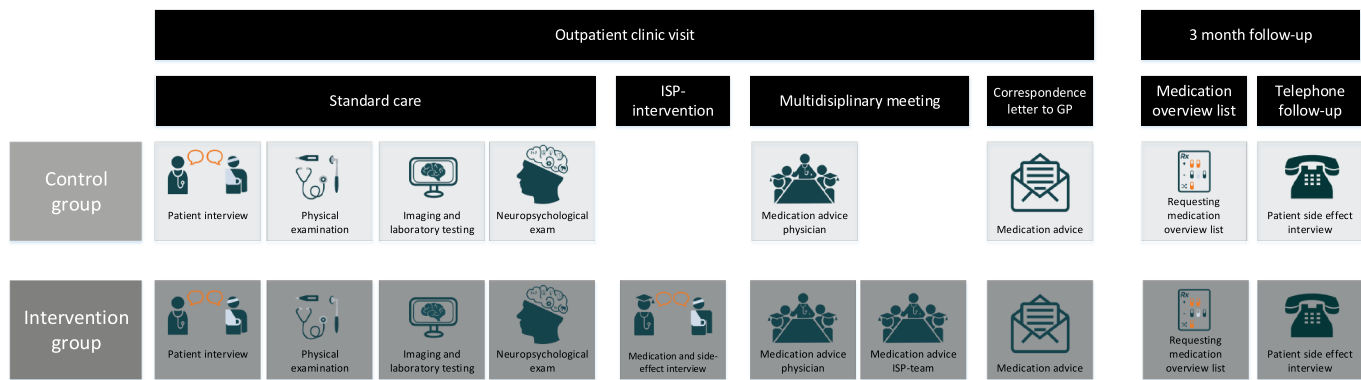 Outpatient clinic visit
3 month follow-up
Standard care
ISP-
intervention
Multidisiplinary meeting
Correspondence
letter to GP
Medication
overview list
Telephone
follow-up
Control
group
Patient interview
Physical
examination
Imaging and
laboratory testing
Neuropsychological
exam
Medication advice
physician
Medication advice
Rx
Requesting
medication
overview list
Patient side effect
interview
Intervention
group
Patient interview
Physical
examination
Imaging and
laboratory testing
Neuropsychological
exam
Medication and side-
effect interview
Medication advice
physician
Medication advice
ISP-team
Medication advice
Rx
Requesting
medication
overview list
Patient side effect
interview